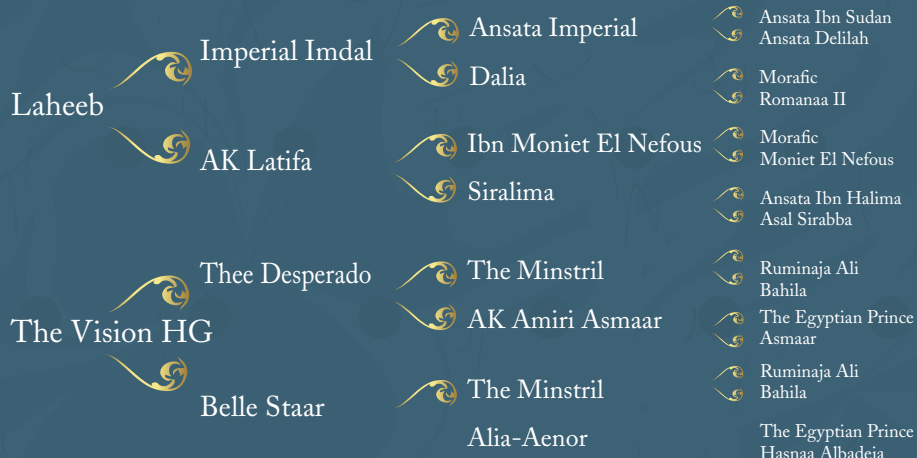 Laheeb
The Vision HG
Imperial Imdal
AK Latifa
Thee Desperado
Belle Staar
Ansata Imperial
Dalia
Ibn Moniet El Nefous
Siralima
The Minstril
AK Amiri Asmaar
The Minstril
Alia-Aenor
Ansata Ibn Sudan
Ansata Delilah
Morafic
Romanaa II
Morafic
Moniet El Nefous
Ansata Ibn Halima
Asal Sirabba
Ruminaja Ali
Bahila
The Egyptian Prince
Asmaar
Ruminaja Ali
Bahila
The Egyptian Prince
Hasnaa Albadeia